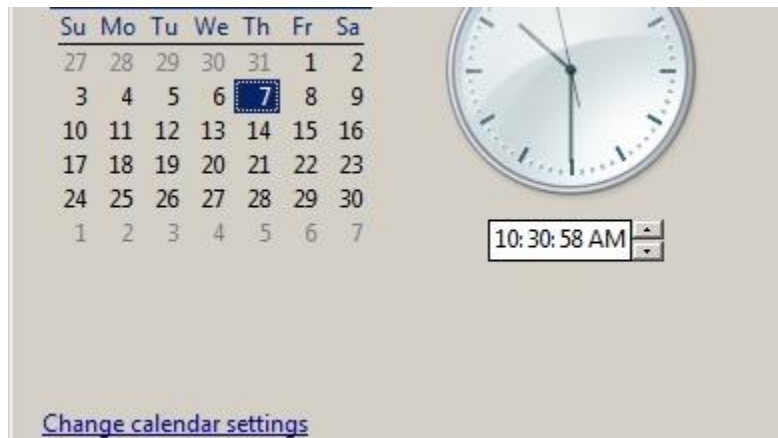 Su Mo Tu We Th Fr Sa
27 28 29 30 31 1 2
3 4 5 6 7 8 9
10 11 12 13 14 15 16
17 18 19 20 21 22 23
24 25 26 27 28 29 30
1 2 3 4 5 6 7
10:30:58 AM
Change calendar settings